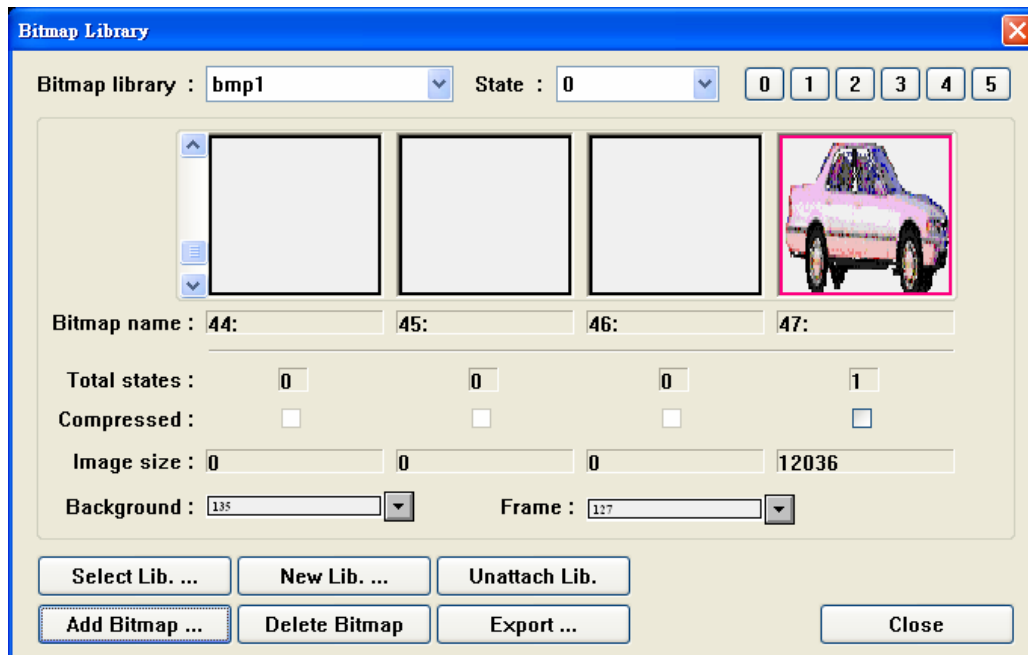 Bitmap Library
Bitmap library : bmp1 State : 0 0 1 2 3 4 5
Bitmap name : 44: 45: 46: 47:
Total states : 0 0 0 1
Compressed :
Image size : 0 0 0 12036
Background : 135 Frame : 127
Select Lib. ... New Lib. ... Unattach Lib.
Add Bitmap ... Delete Bitmap Export ... Close